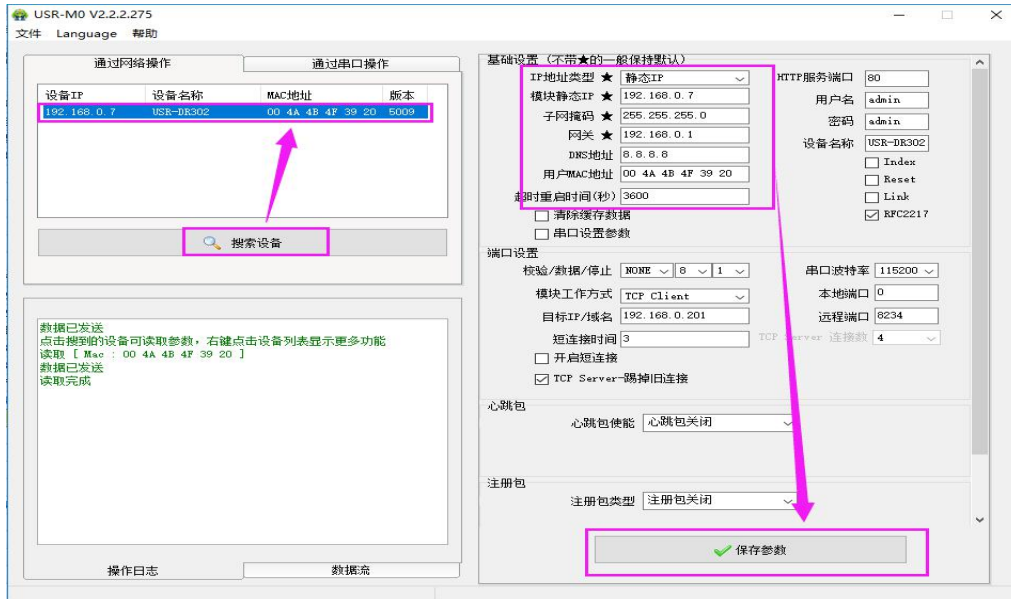 USR-M0 V2.2.2.275
文件 Language 帮助
通过网络操作 通过串口操作
设备IP 设备名称 MAC地址 版本
192.168.0.7 USR-DR302 00 4A 4B 4F 39 20 5009
搜索设备
数据已发送
点击搜到的设备可读取参数，右键点击设备列表显示更多功能
读取 [ Mac : 00 4A 4B 4F 39 20 ]
数据已发送
读取完成
操作日志 数据流
基础设置 (不带★的一般保持默认)
IP地址类型 ★ 静态IP
模块静态IP ★ 192.168.0.7
子网掩码 ★ 255.255.255.0
网关 ★ 192.168.0.1
DNS地址 8.8.8.8
用户MAC地址 00 4A 4B 4F 39 20
超时重启时间(秒) 3600
清除缓存数据
串口设置参数
HTTP服务端口 80
用户名 admin
密码 admin
设备名称 USR-DR302
Index
Reset
Link
RFC2217
端口设置
校验/数据/停止 NONE 8 1 串口波特率 115200
模块工作方式 TCP Client 本地端口 0
目标IP/域名 192.168.0.201 远程端口 8234
短连接时间 3 TCP Server 连接数 4
开启短连接
TCP Server-踢掉旧连接
心跳包
心跳包使能 心跳包关闭
注册包
注册包类型 注册包关闭
保存参数